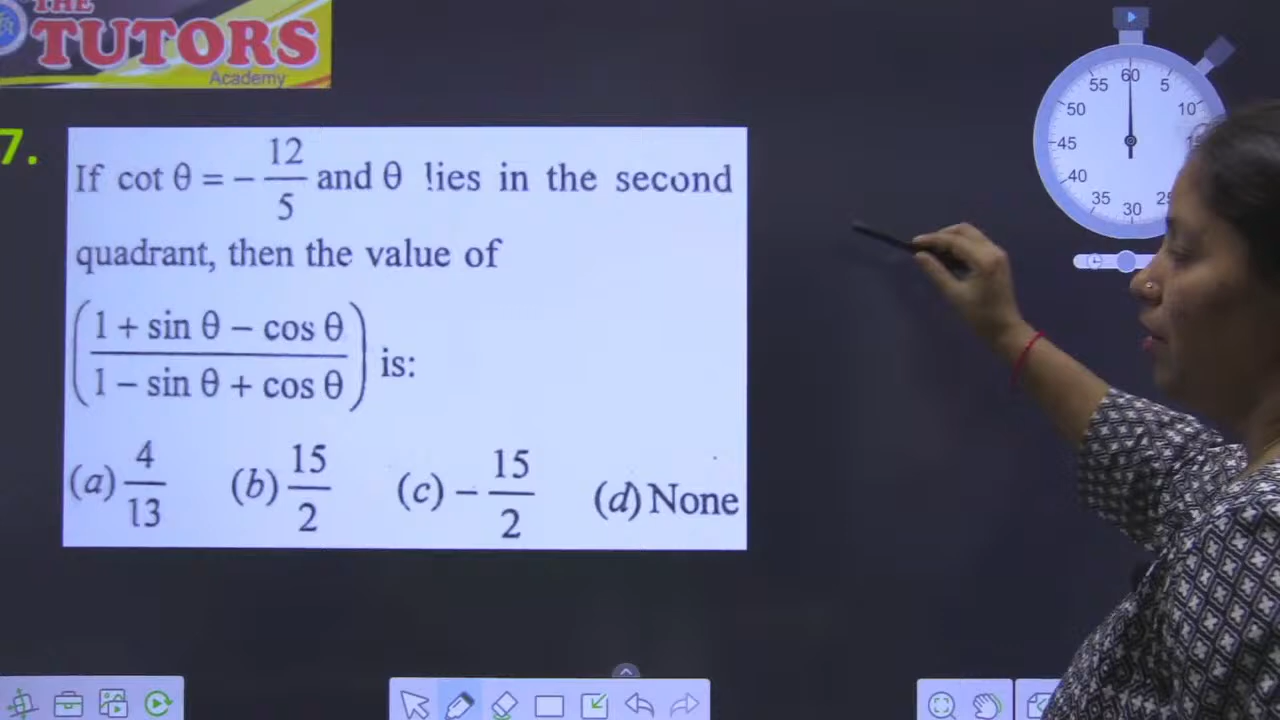 THE
TUTORS
Academy
7.
If cot θ = − 12/5 and θ lies in the second
quadrant, then the value of
(1 + sin θ − cos θ / 1 − sin θ + cos θ) is:
(a) 4/13 (b) 15/2 (c) − 15/2 (d) None
60
55 5
50 10
45
40
35 30 25